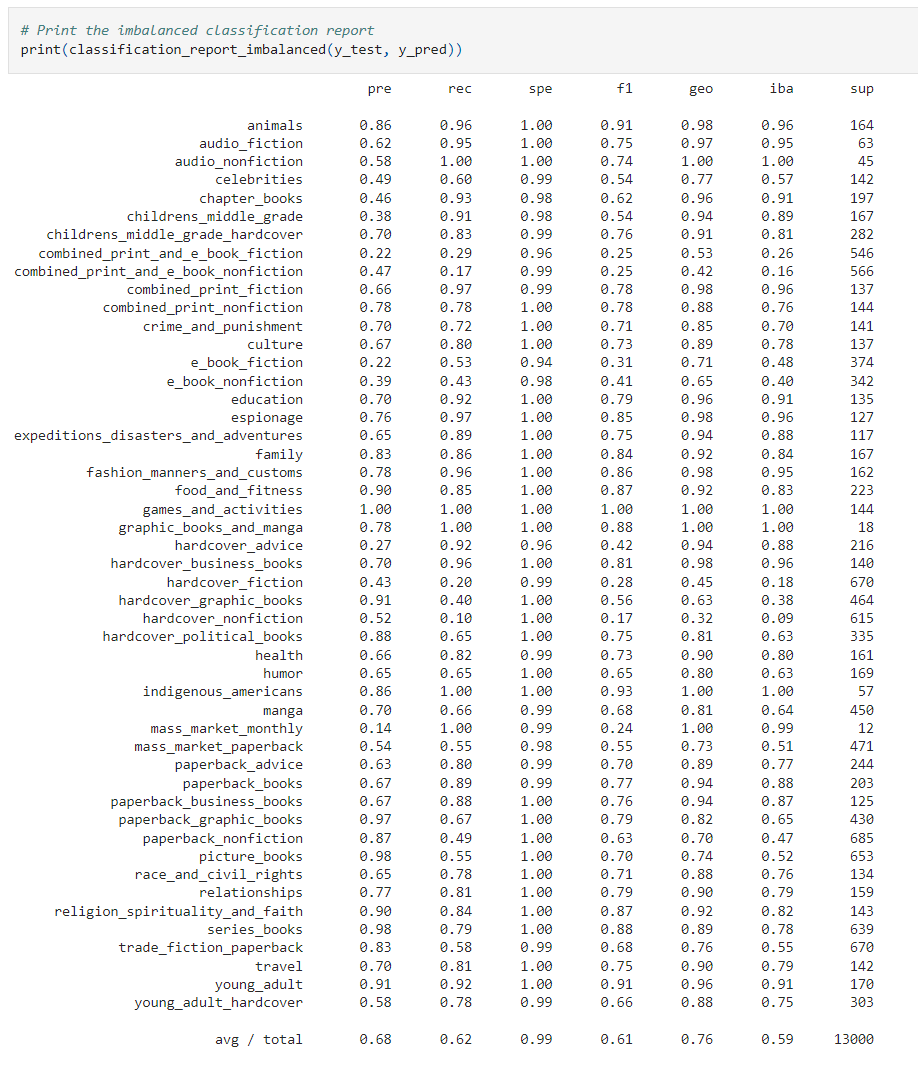 # Print the imbalanced classification report
print(classification_report_imbalanced(y_test, y_pred))
pre rec spe f1 geo iba sup
animals 0.86 0.96 1.00 0.91 0.98 0.96 164
audio_fiction 0.62 0.95 1.00 0.75 0.97 0.95 63
audio_nonfiction 0.58 1.00 1.00 0.74 1.00 1.00 45
celebrities 0.49 0.60 0.99 0.54 0.77 0.57 142
chapter_books 0.46 0.93 0.98 0.62 0.96 0.91 197
childrens_middle_grade 0.38 0.91 0.98 0.54 0.94 0.89 167
childrens_middle_grade_hardcover 0.70 0.83 0.99 0.76 0.91 0.81 282
combined_print_and_e_book_fiction 0.22 0.29 0.96 0.25 0.53 0.26 546
combined_print_and_e_book_nonfiction 0.47 0.17 0.99 0.25 0.42 0.16 566
combined_print_fiction 0.66 0.97 0.99 0.78 0.98 0.96 137
combined_print_nonfiction 0.78 0.78 1.00 0.78 0.88 0.76 144
crime_and_punishment 0.70 0.72 1.00 0.71 0.85 0.70 141
culture 0.67 0.80 1.00 0.73 0.89 0.78 137
e_book_fiction 0.22 0.53 0.94 0.31 0.71 0.48 374
e_book_nonfiction 0.39 0.43 0.98 0.41 0.65 0.40 342
education 0.70 0.92 1.00 0.79 0.96 0.91 135
espionage 0.76 0.97 1.00 0.85 0.98 0.96 127
expeditions_disasters_and_adventures 0.65 0.89 1.00 0.75 0.94 0.88 117
family 0.83 0.86 1.00 0.84 0.92 0.84 167
fashion_manners_and_customs 0.78 0.96 1.00 0.86 0.98 0.95 162
food_and_fitness 0.90 0.85 1.00 0.87 0.92 0.83 223
games_and_activities 1.00 1.00 1.00 1.00 1.00 1.00 144
graphic_books_and_manga 0.78 1.00 1.00 0.88 1.00 1.00 18
hardcover_advice 0.27 0.92 0.96 0.42 0.94 0.88 216
hardcover_business_books 0.70 0.96 1.00 0.81 0.98 0.96 140
hardcover_fiction 0.43 0.20 0.99 0.28 0.45 0.18 670
hardcover_graphic_books 0.91 0.40 1.00 0.56 0.63 0.38 464
hardcover_nonfiction 0.52 0.10 1.00 0.17 0.32 0.09 615
hardcover_political_books 0.88 0.65 1.00 0.75 0.81 0.63 335
health 0.66 0.82 0.99 0.73 0.90 0.80 161
humor 0.65 0.65 1.00 0.65 0.80 0.63 169
indigenous_americans 0.86 1.00 1.00 0.93 1.00 1.00 57
manga 0.70 0.66 0.99 0.68 0.81 0.64 450
mass_market_monthly 0.14 1.00 0.99 0.24 1.00 0.99 12
mass_market_paperback 0.54 0.55 0.98 0.55 0.73 0.51 471
paperback_advice 0.63 0.80 0.99 0.70 0.89 0.77 244
paperback_books 0.67 0.89 0.99 0.77 0.94 0.88 203
paperback_business_books 0.67 0.88 1.00 0.76 0.94 0.87 125
paperback_graphic_books 0.97 0.67 1.00 0.79 0.82 0.65 430
paperback_nonfiction 0.87 0.49 1.00 0.63 0.70 0.47 685
picture_books 0.98 0.55 1.00 0.70 0.74 0.52 653
race_and_civil_rights 0.65 0.78 1.00 0.71 0.88 0.76 134
relationships 0.77 0.81 1.00 0.79 0.90 0.79 159
religion_spirituality_and_faith 0.90 0.84 1.00 0.87 0.92 0.82 143
series_books 0.98 0.79 1.00 0.88 0.89 0.78 639
trade_fiction_paperback 0.83 0.58 0.99 0.68 0.76 0.55 670
travel 0.70 0.81 1.00 0.75 0.90 0.79 142
young_adult 0.91 0.92 1.00 0.91 0.96 0.91 170
young_adult_hardcover 0.58 0.78 0.99 0.66 0.88 0.75 303
avg / total 0.68 0.62 0.99 0.61 0.76 0.59 13000